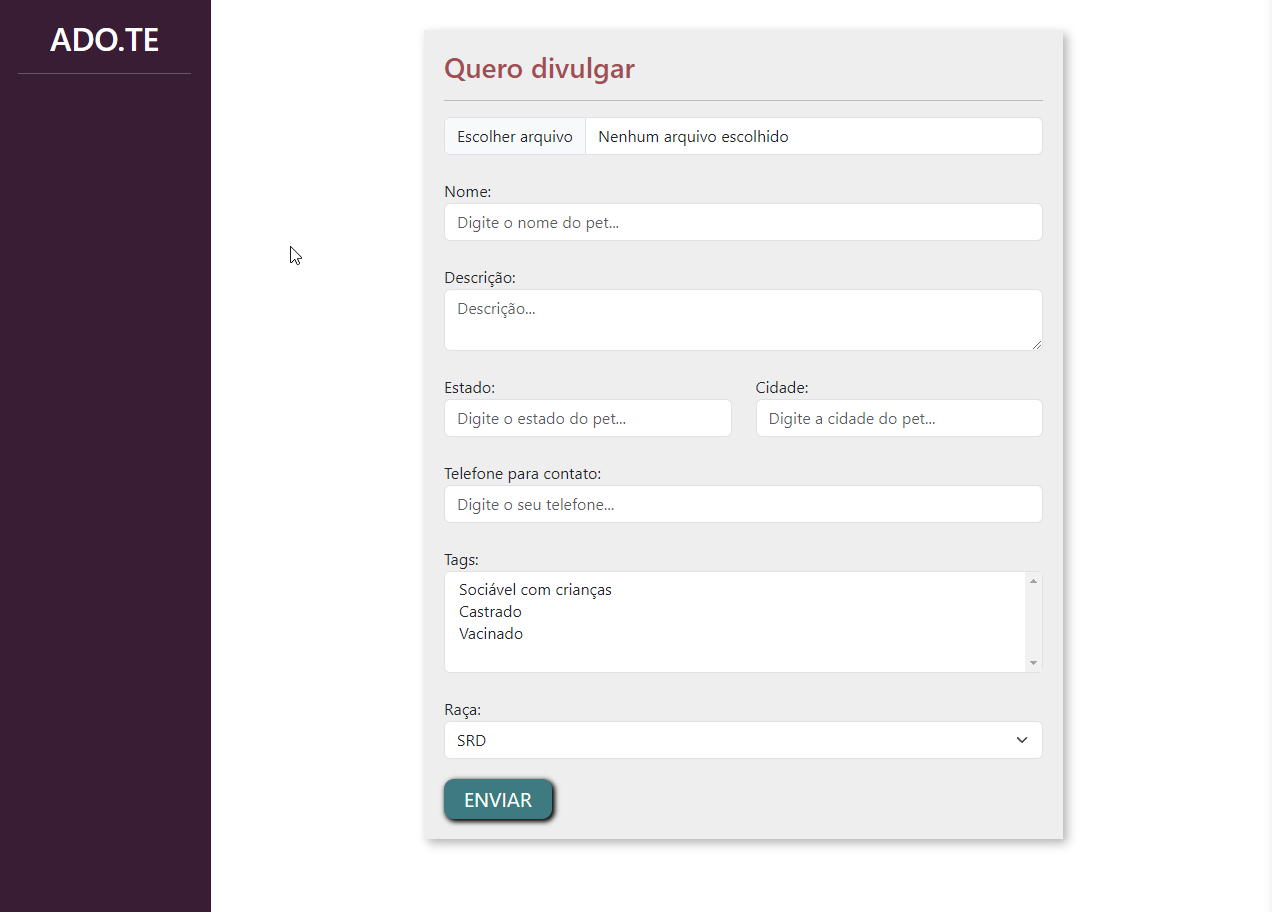 ADO.TE
Quero divulgar
Escolher arquivo Nenhum arquivo escolhido
Nome:
Digite o nome do pet...
Descrição:
Descrição...
Estado: Cidade:
Digite o estado do pet... Digite a cidade do pet...
Telefone para contato:
Digite o seu telefone...
Tags:
Sociável com crianças
Castrado
Vacinado
Raça:
SRD
ENVIAR